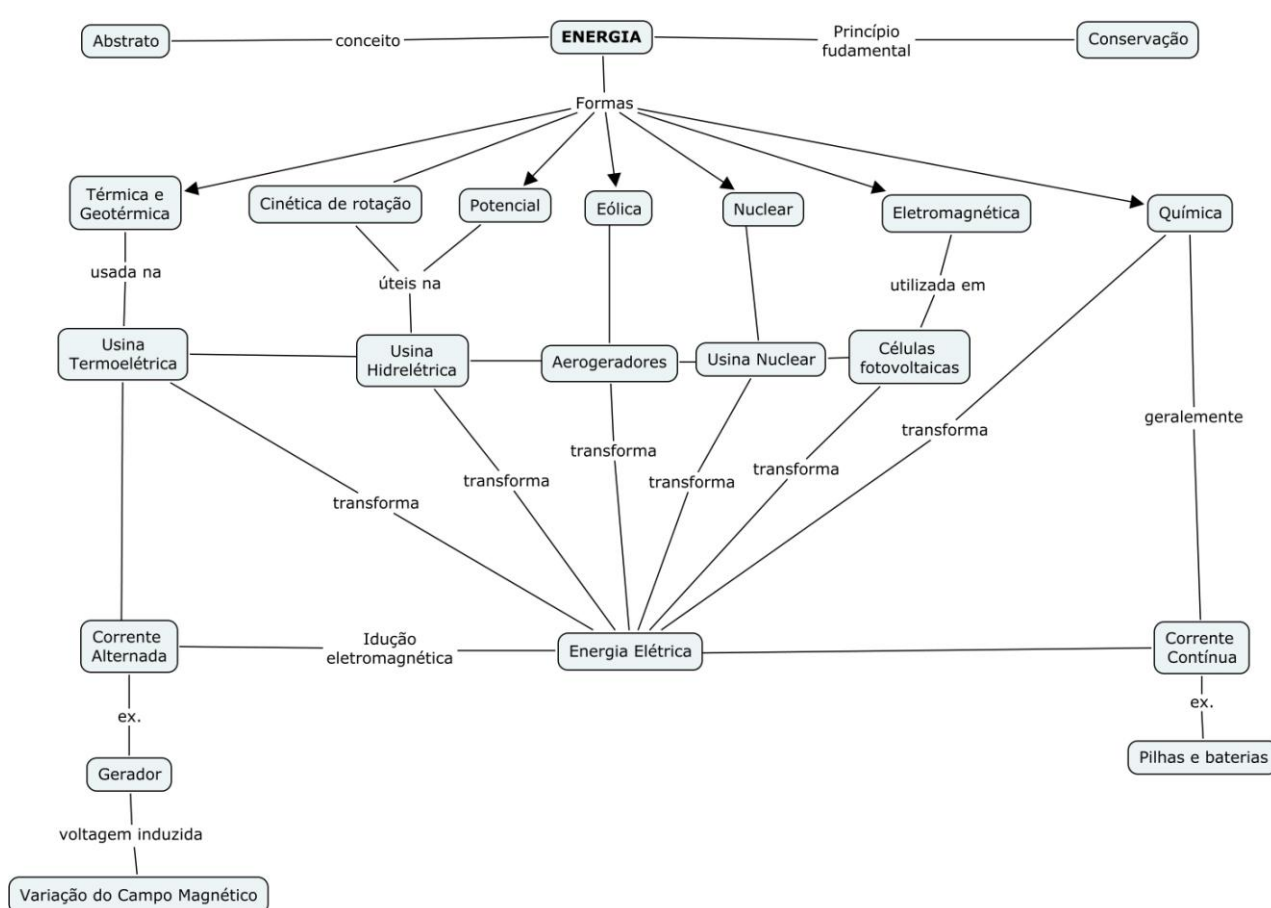 Abstrato
conceito
ENERGIA
Princípio
fudamental
Conservação
Formas
Térmica e
Geotérmica
Cinética de rotação
Potencial
Eólica
Nuclear
Eletromagnética
Química
usada na
úteis na
utilizada em
Usina
Termoelétrica
Usina
Hidrelétrica
Aerogeradores
Usina Nuclear
Células
fotovoltaicas
transforma
transforma
transforma
transforma
transforma
transforma
geralemente
Corrente
Alternada
Idução
eletromagnética
Energia Elétrica
Corrente
Contínua
ex.
ex.
Gerador
Pilhas e baterias
voltagem induzida
Variação do Campo Magnético